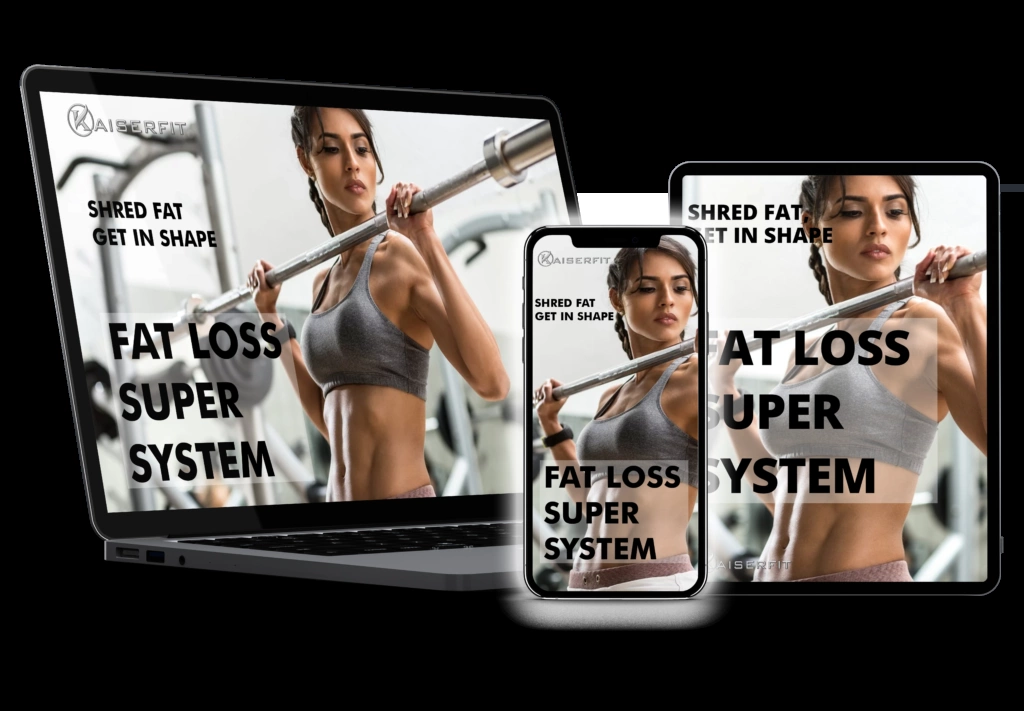 KAISERFIT
SHRED FAT
GET IN SHAPE
FAT LOSS
SUPER
SYSTEM
KAISERFIT
SHRED FAT
GET IN SHAPE
FAT LOSS
SUPER
SYSTEM
SHRED FAT
GET IN SHAPE
FAT LOSS
SUPER
SYSTEM
AISERFIT